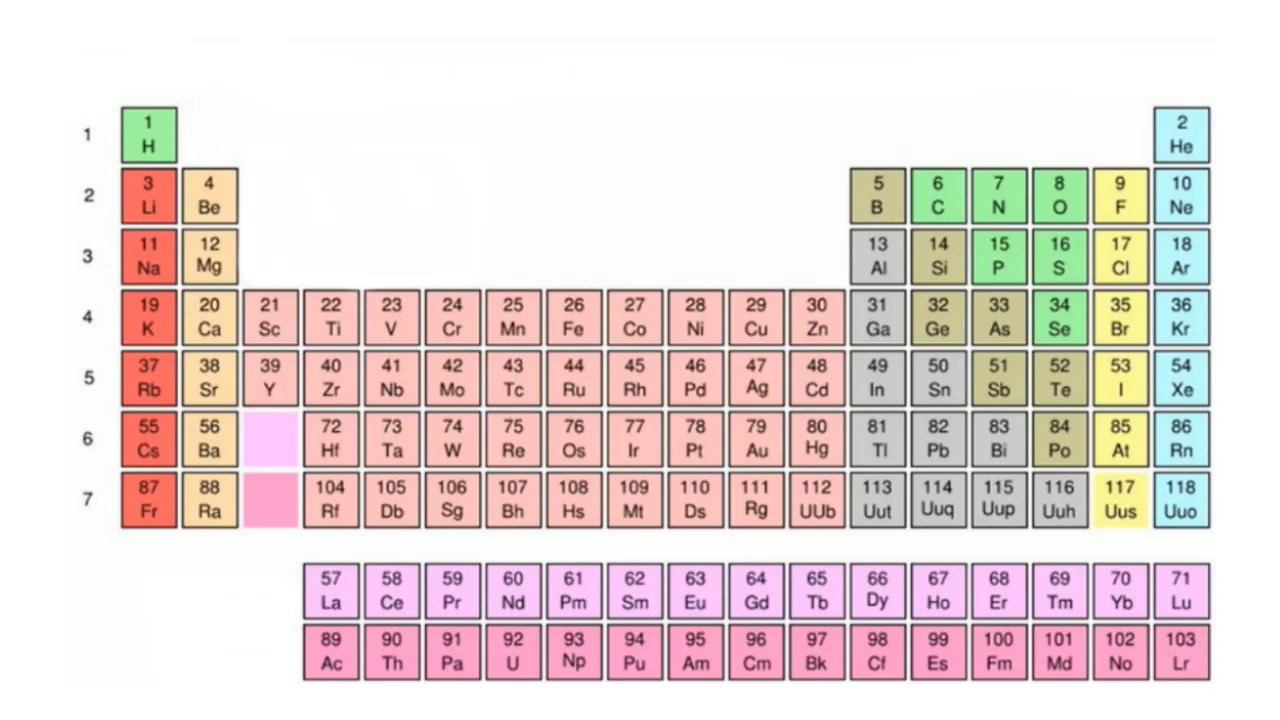 1 1 2
H He
2 3 4 5 6 7 8 9 10
Li Be B C N O F Ne
3 11 12 13 14 15 16 17 18
Na Mg Al Si P S Cl Ar
4 19 20 21 22 23 24 25 26 27 28 29 30 31 32 33 34 35 36
K Ca Sc Ti V Cr Mn Fe Co Ni Cu Zn Ga Ge As Se Br Kr
5 37 38 39 40 41 42 43 44 45 46 47 48 49 50 51 52 53 54
Rb Sr Y Zr Nb Mo Tc Ru Rh Pd Ag Cd In Sn Sb Te I Xe
6 55 56 72 73 74 75 76 77 78 79 80 81 82 83 84 85 86
Cs Ba Hf Ta W Re Os Ir Pt Au Hg Tl Pb Bi Po At Rn
7 87 88 104 105 106 107 108 109 110 111 112 113 114 115 116 117 118
Fr Ra Rf Db Sg Bh Hs Mt Ds Rg UUb Uut Uuq Uup Uuh Uus Uuo
57 58 59 60 61 62 63 64 65 66 67 68 69 70 71
La Ce Pr Nd Pm Sm Eu Gd Tb Dy Ho Er Tm Yb Lu
89 90 91 92 93 94 95 96 97 98 99 100 101 102 103
Ac Th Pa U Np Pu Am Cm Bk Cf Es Fm Md No Lr